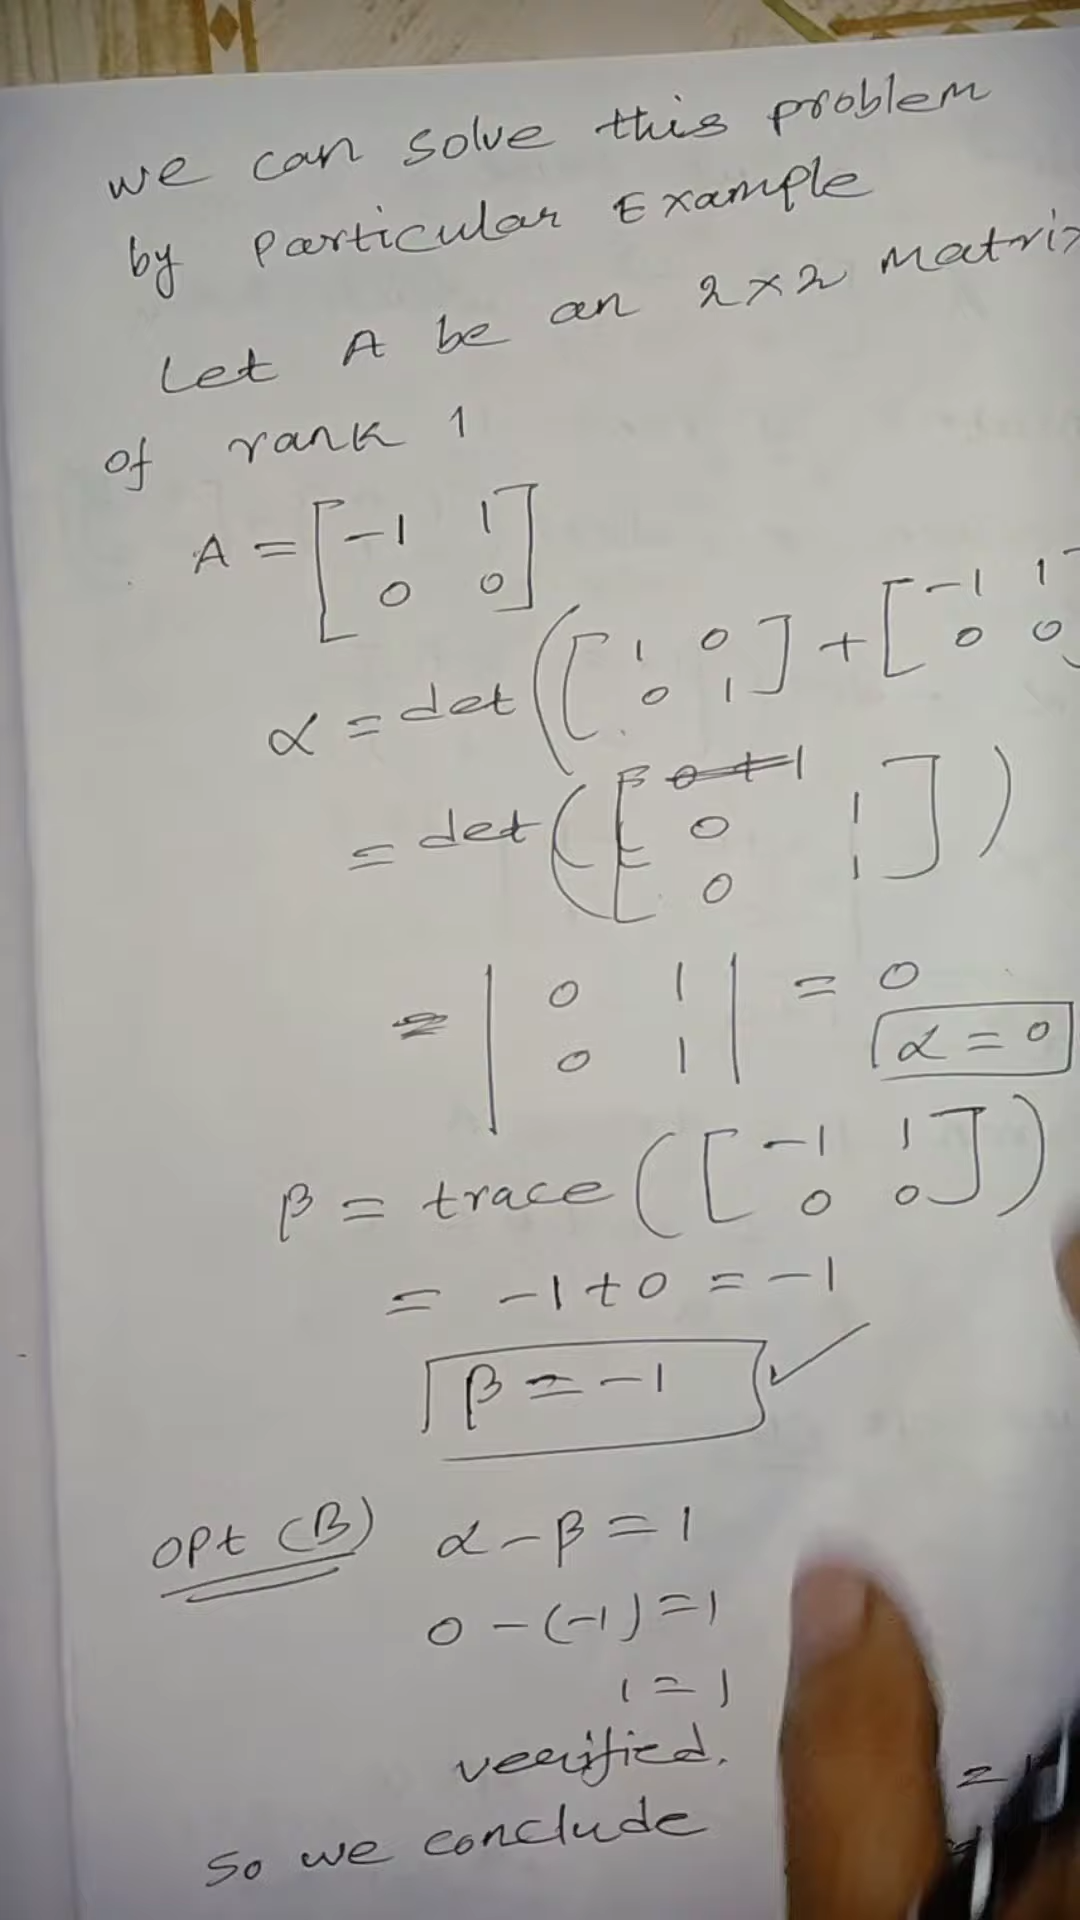 we can solve this problem
by Particular Example
Let A be an 2×2 Matrix
of rank 1
A = [-1 1
0 0]
α = det ([1 0
0 1] + [-1 1
0 0]
= det ([0 1
0 1])
= |0 1
0 1| = 0
α = 0
β = trace ([-1 1
0 0])
= -1 + 0 = -1
β = -1 ✓
opt (B) α - β = 1
0 - (-1) = 1
1 = 1
verified.
so we conclude